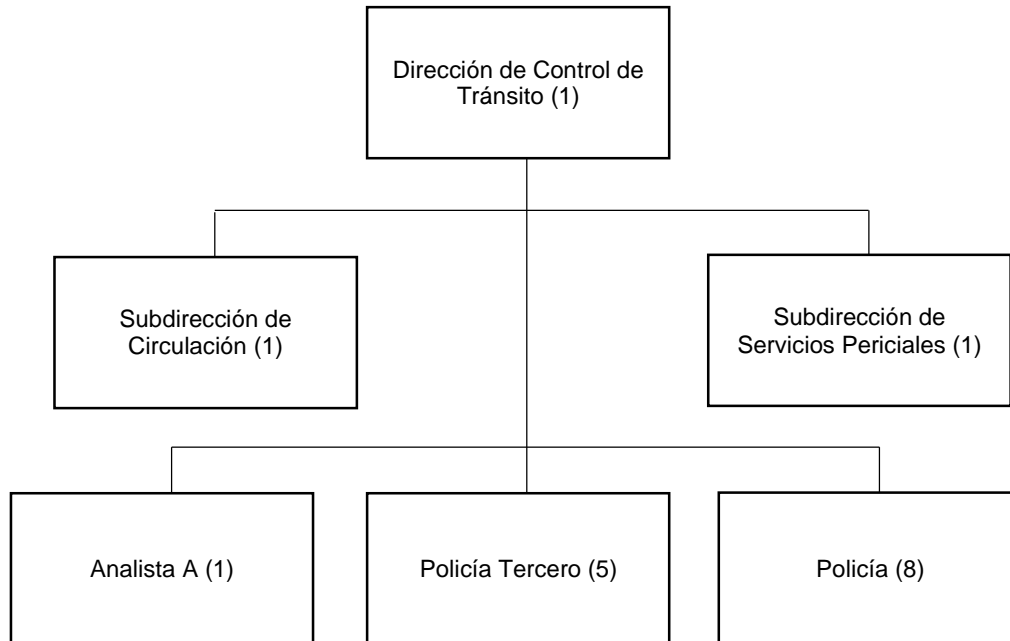 Dirección de Control de
Tránsito (1)
Subdirección de
Circulación (1)
Subdirección de
Servicios Periciales (1)
Analista A (1)
Policía Tercero (5)
Policía (8)